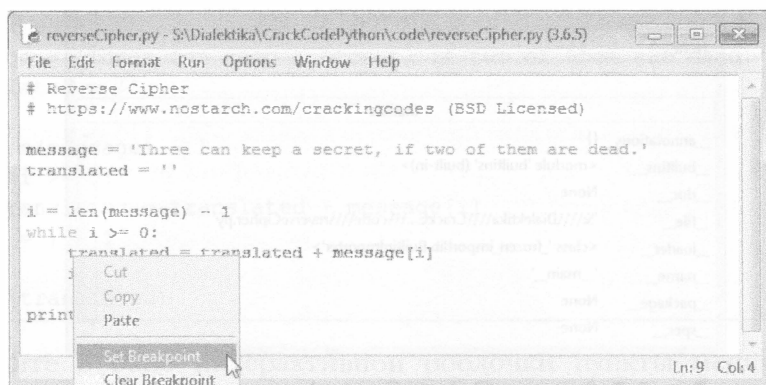 reverseCipher.py - S:\Dialektika\CrackCodePython\code\reverseCipher.py (3.6.5)
File Edit Format Run Options Window Help
# Reverse Cipher
# https://www.nostarch.com/crackingcodes (BSD Licensed)
message = 'Three can keep a secret, if two of them are dead.'
translated = ''
i = len(message) - 1
while i >= 0:
translated = translated + message[i]
i
print
Cut
Copy
Paste
Set Breakpoint
Clear Breakpoint
Ln: 9 Col: 4